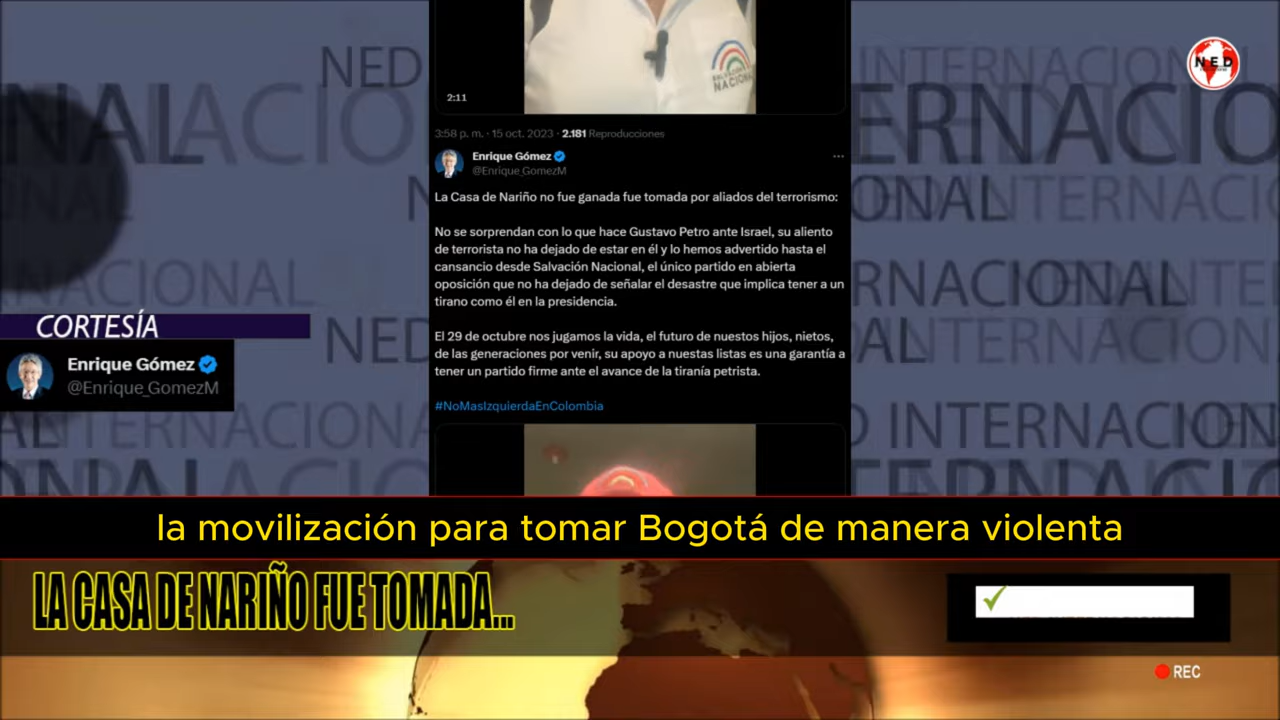 SALVACIÓN
NACIONAL
2:11
NED
3:58 p. m. · 15 oct. 2023 · 2.181 Reproducciones
Enrique Gómez
@Enrique_GomezM
La Casa de Nariño no fue ganada fue tomada por aliados del terrorismo:
No se sorprendan con lo que hace Gustavo Petro ante Israel, su aliento
de terrorista no ha dejado de estar en él y lo hemos advertido hasta el
cansancio desde Salvación Nacional, el único partido en abierta
oposición que no ha dejado de señalar el desastre que implica tener a un
tirano como él en la presidencia.
El 29 de octubre nos jugamos la vida, el futuro de nuestos hijos, nietos,
de las generaciones por venir, su apoyo a nuestas listas es una garantía a
tener un partido firme ante el avance de la tiranía petrista.
#NoMasIzquierdaEnColombia
CORTESÍA
Enrique Gómez
@Enrique_GomezM
la movilización para tomar Bogotá de manera violenta
LA CASA DE NARIÑO FUE TOMADA...
REC